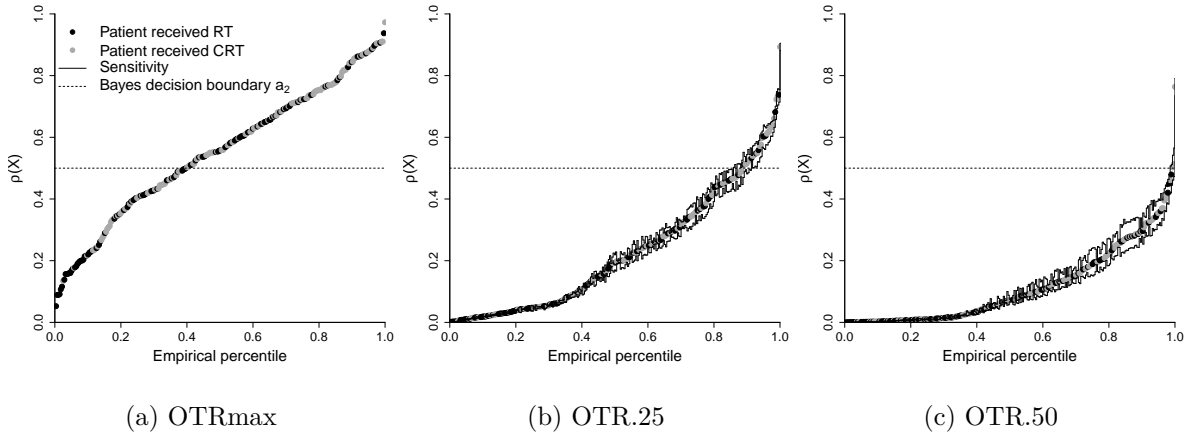 1.0
0.8
0.6
0.4
0.2
0.0
ρ(X)
Patient received RT
Patient received CRT
Sensitivity
Bayes decision boundary a₂
0.0 0.2 0.4 0.6 0.8 1.0
Empirical percentile
(a) OTRmax
1.0
0.8
0.6
0.4
0.2
0.0
ρ(X)
0.0 0.2 0.4 0.6 0.8 1.0
Empirical percentile
(b) OTR.25
1.0
0.8
0.6
0.4
0.2
0.0
ρ(X)
0.0 0.2 0.4 0.6 0.8 1.0
Empirical percentile
(c) OTR.50